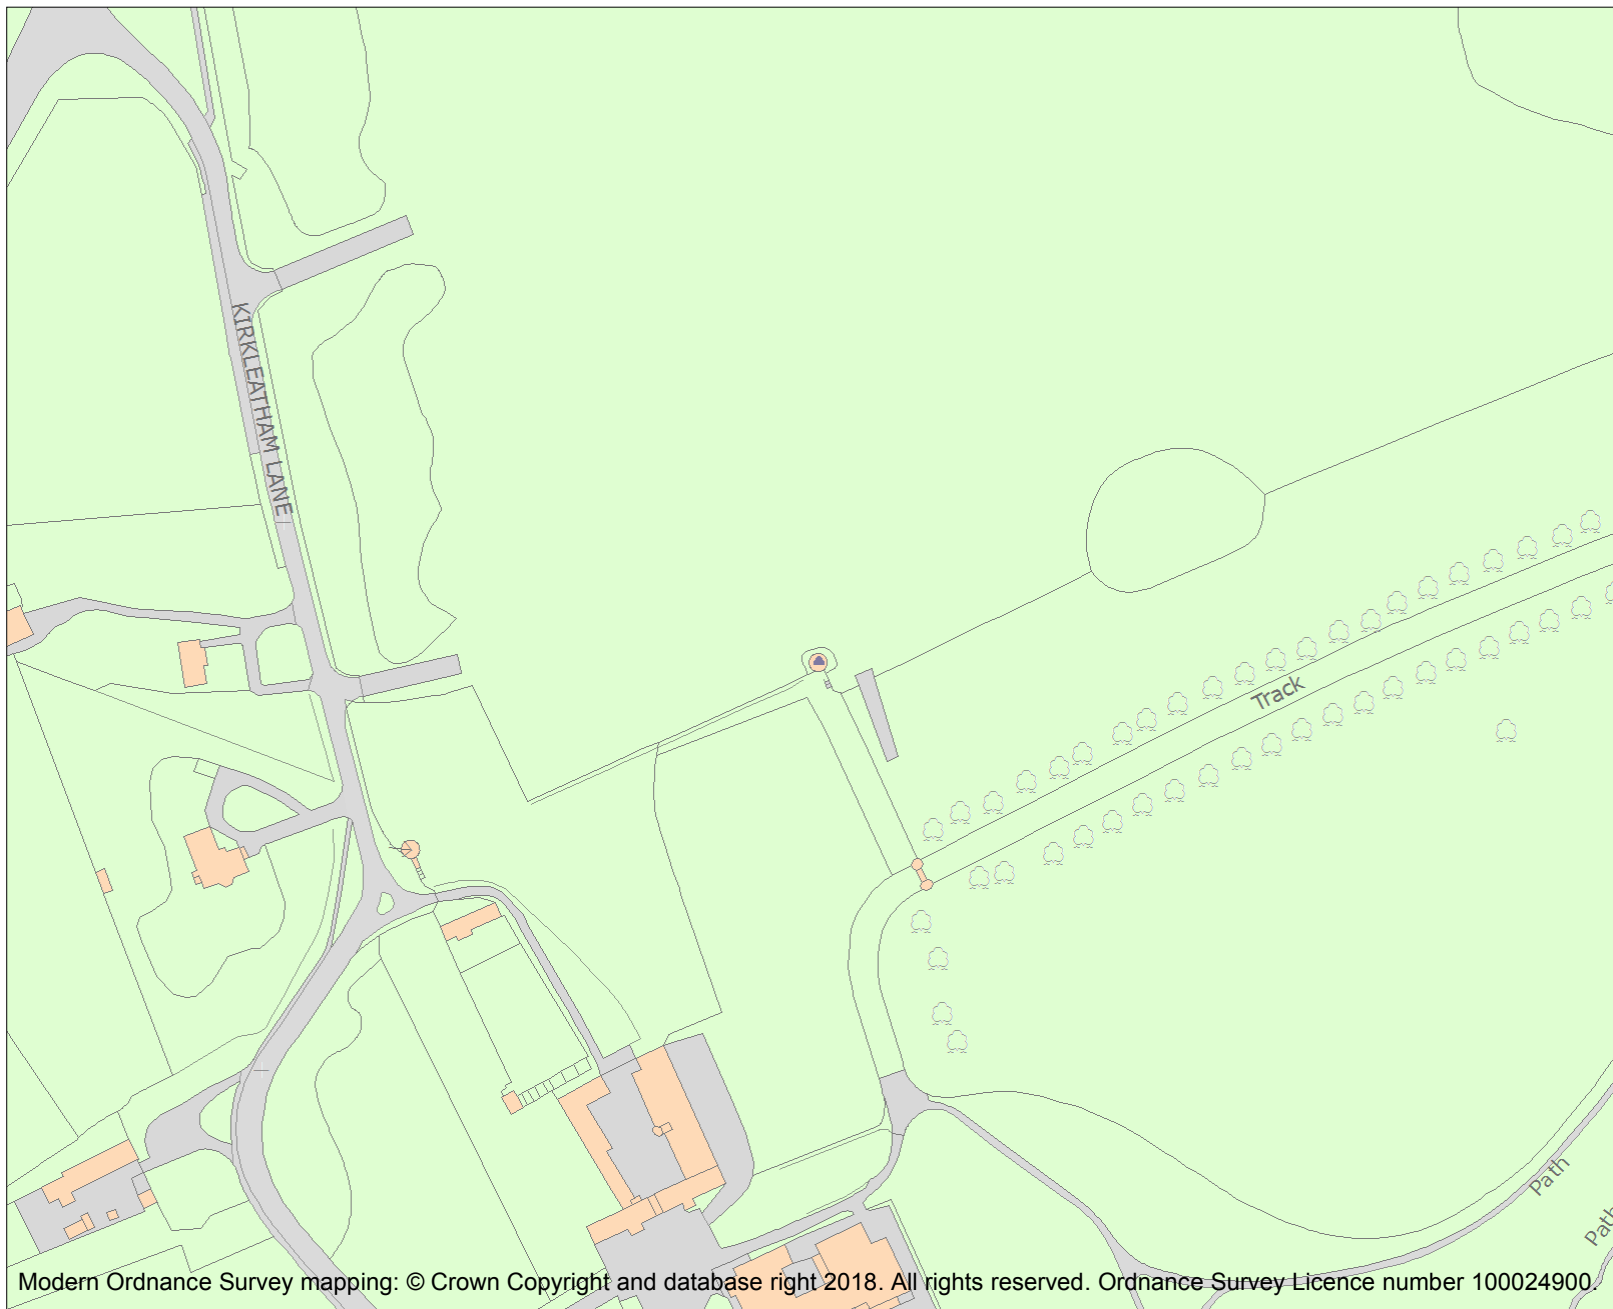 KIRKLEATHAM LANE
Track
Path
Path
Modern Ordnance Survey mapping: © Crown Copyright and database right 2018. All rights reserved. Ordnance Survey Licence number 100024900.